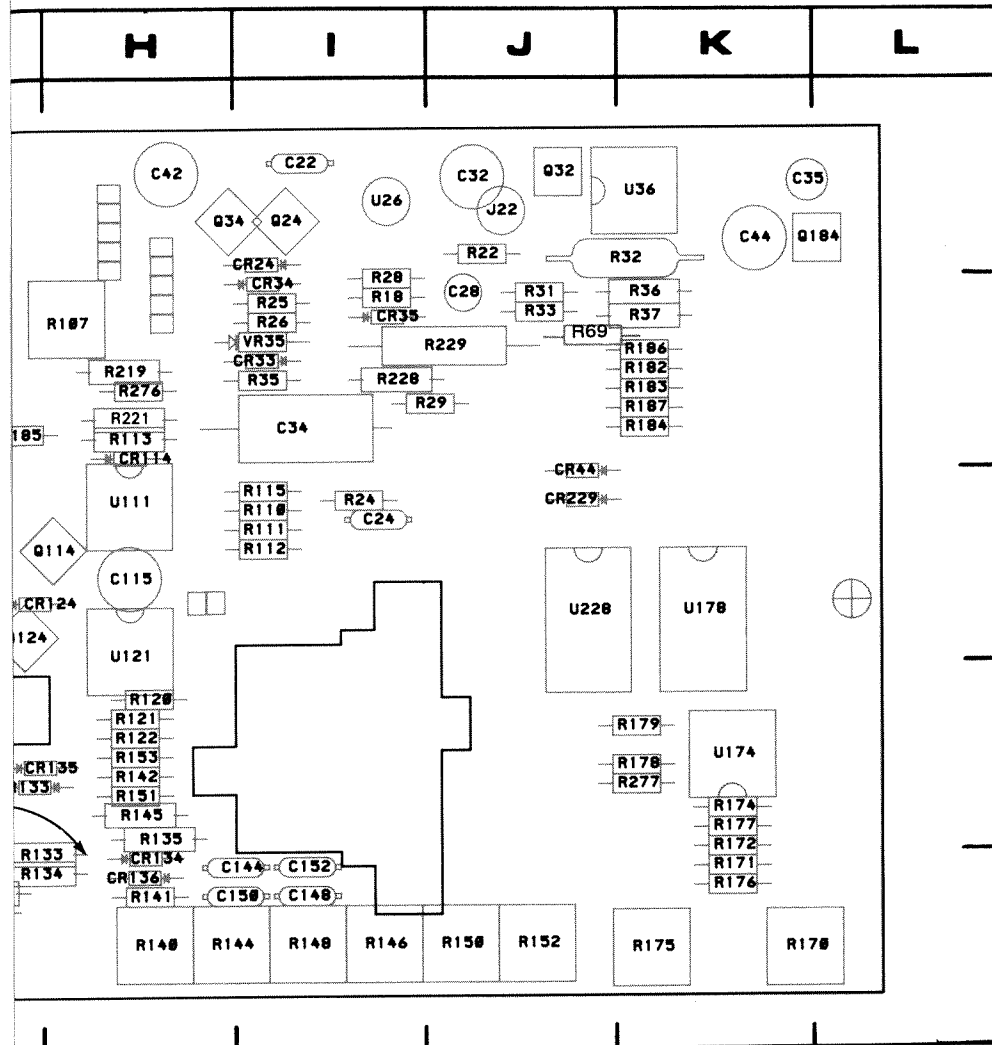 H I J K L
C42 C22 C32 Q32 C35
U26 U36
Q34 Q24 J22
C44 Q184
R22 R32
CR24
CR34 R28 C28 R31 R36
R25 R18
R107 R26 CR35 R33 R37
VR35 R229 R69
CR33 R186
R219 R35 R228 R182
R276 R29 R183
R221 C34 R187
185 R113 R184
CR114 CR44
U111 R115 R24 CR229
R110 C24
R111
Q114 R112
C115
CR124 U228 U178
124
U121
R120
R121 R179
R122
R153 U174
CR135 R142 R178
133 R151 R277
R145 R174
R135 R177
R133 CR134 R172
R134 C144 C152 R171
CR136 R176
R141 C150 C148
R140 R144 R148 R146 R150 R152 R175 R170